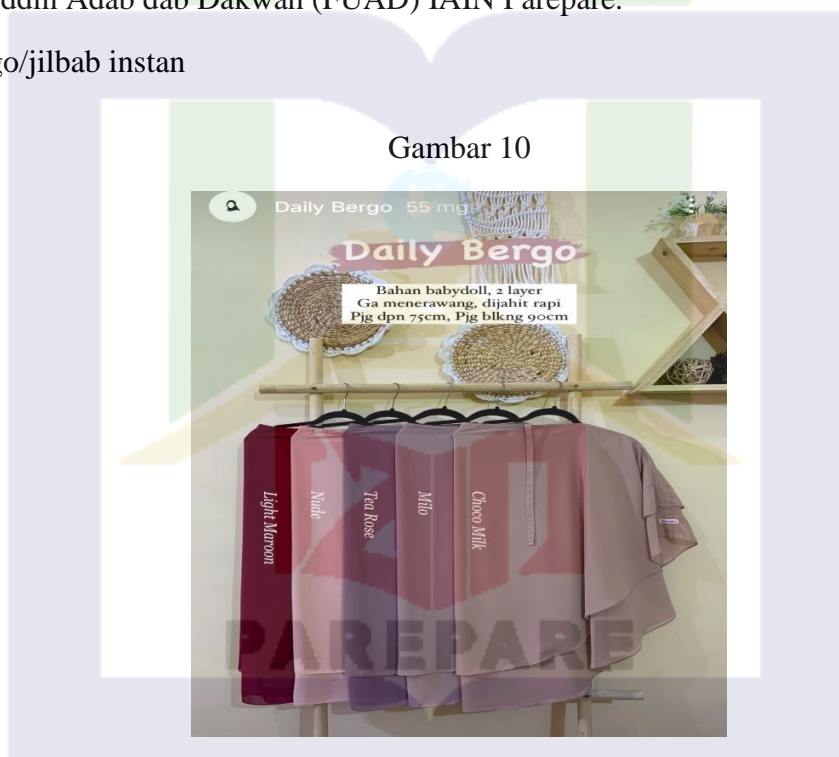 ddin Adab dab Dakwah (FUAD) IAIN Parepare.
go/jilbab instan
Gambar 10
Daily Bergo 55 mg
Daily Bergo
Bahan babydoll, 2 layer
Ga menerawang, dijahit rapi
Pjg dpn 75cm, Pjg blkng 90cm
Light Maroon
Nude
Tea Rose
Milo
Choco Milk
PAREPARE